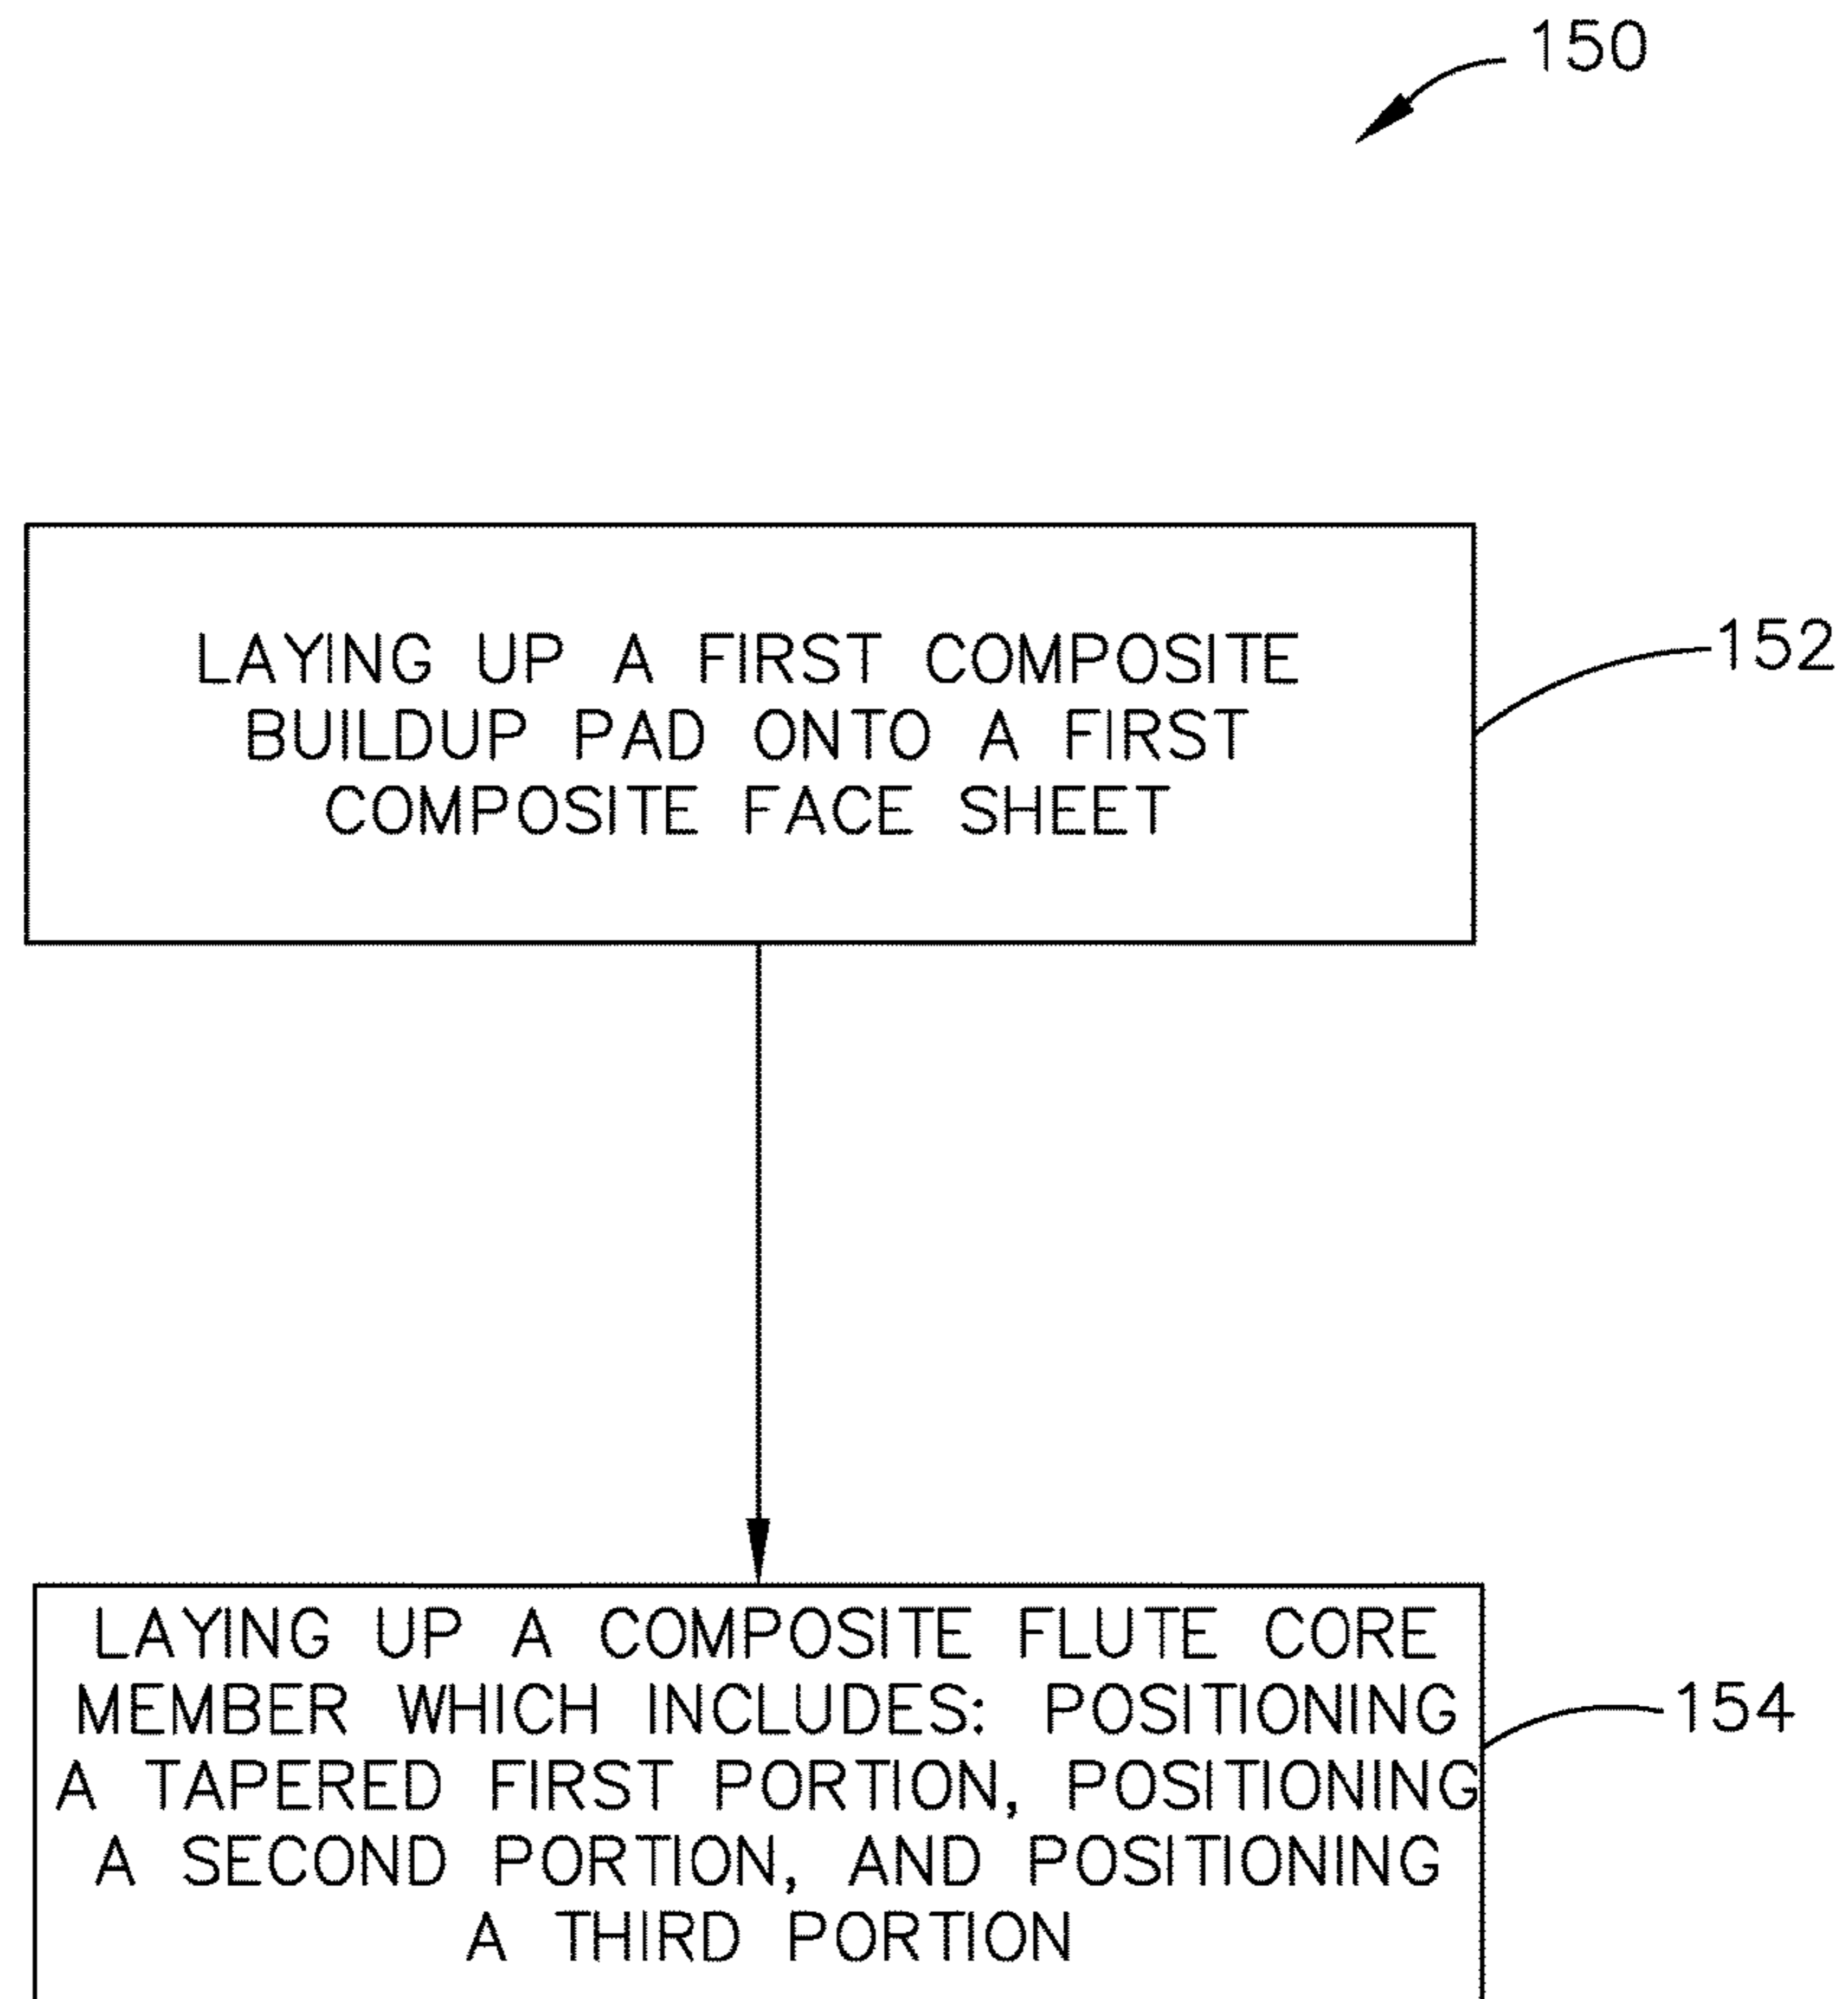 150
LAYING UP A FIRST COMPOSITE
BUILDUP PAD ONTO A FIRST
COMPOSITE FACE SHEET
152
LAYING UP A COMPOSITE FLUTE CORE
MEMBER WHICH INCLUDES: POSITIONING
A TAPERED FIRST PORTION, POSITIONING
A SECOND PORTION, AND POSITIONING
A THIRD PORTION
154